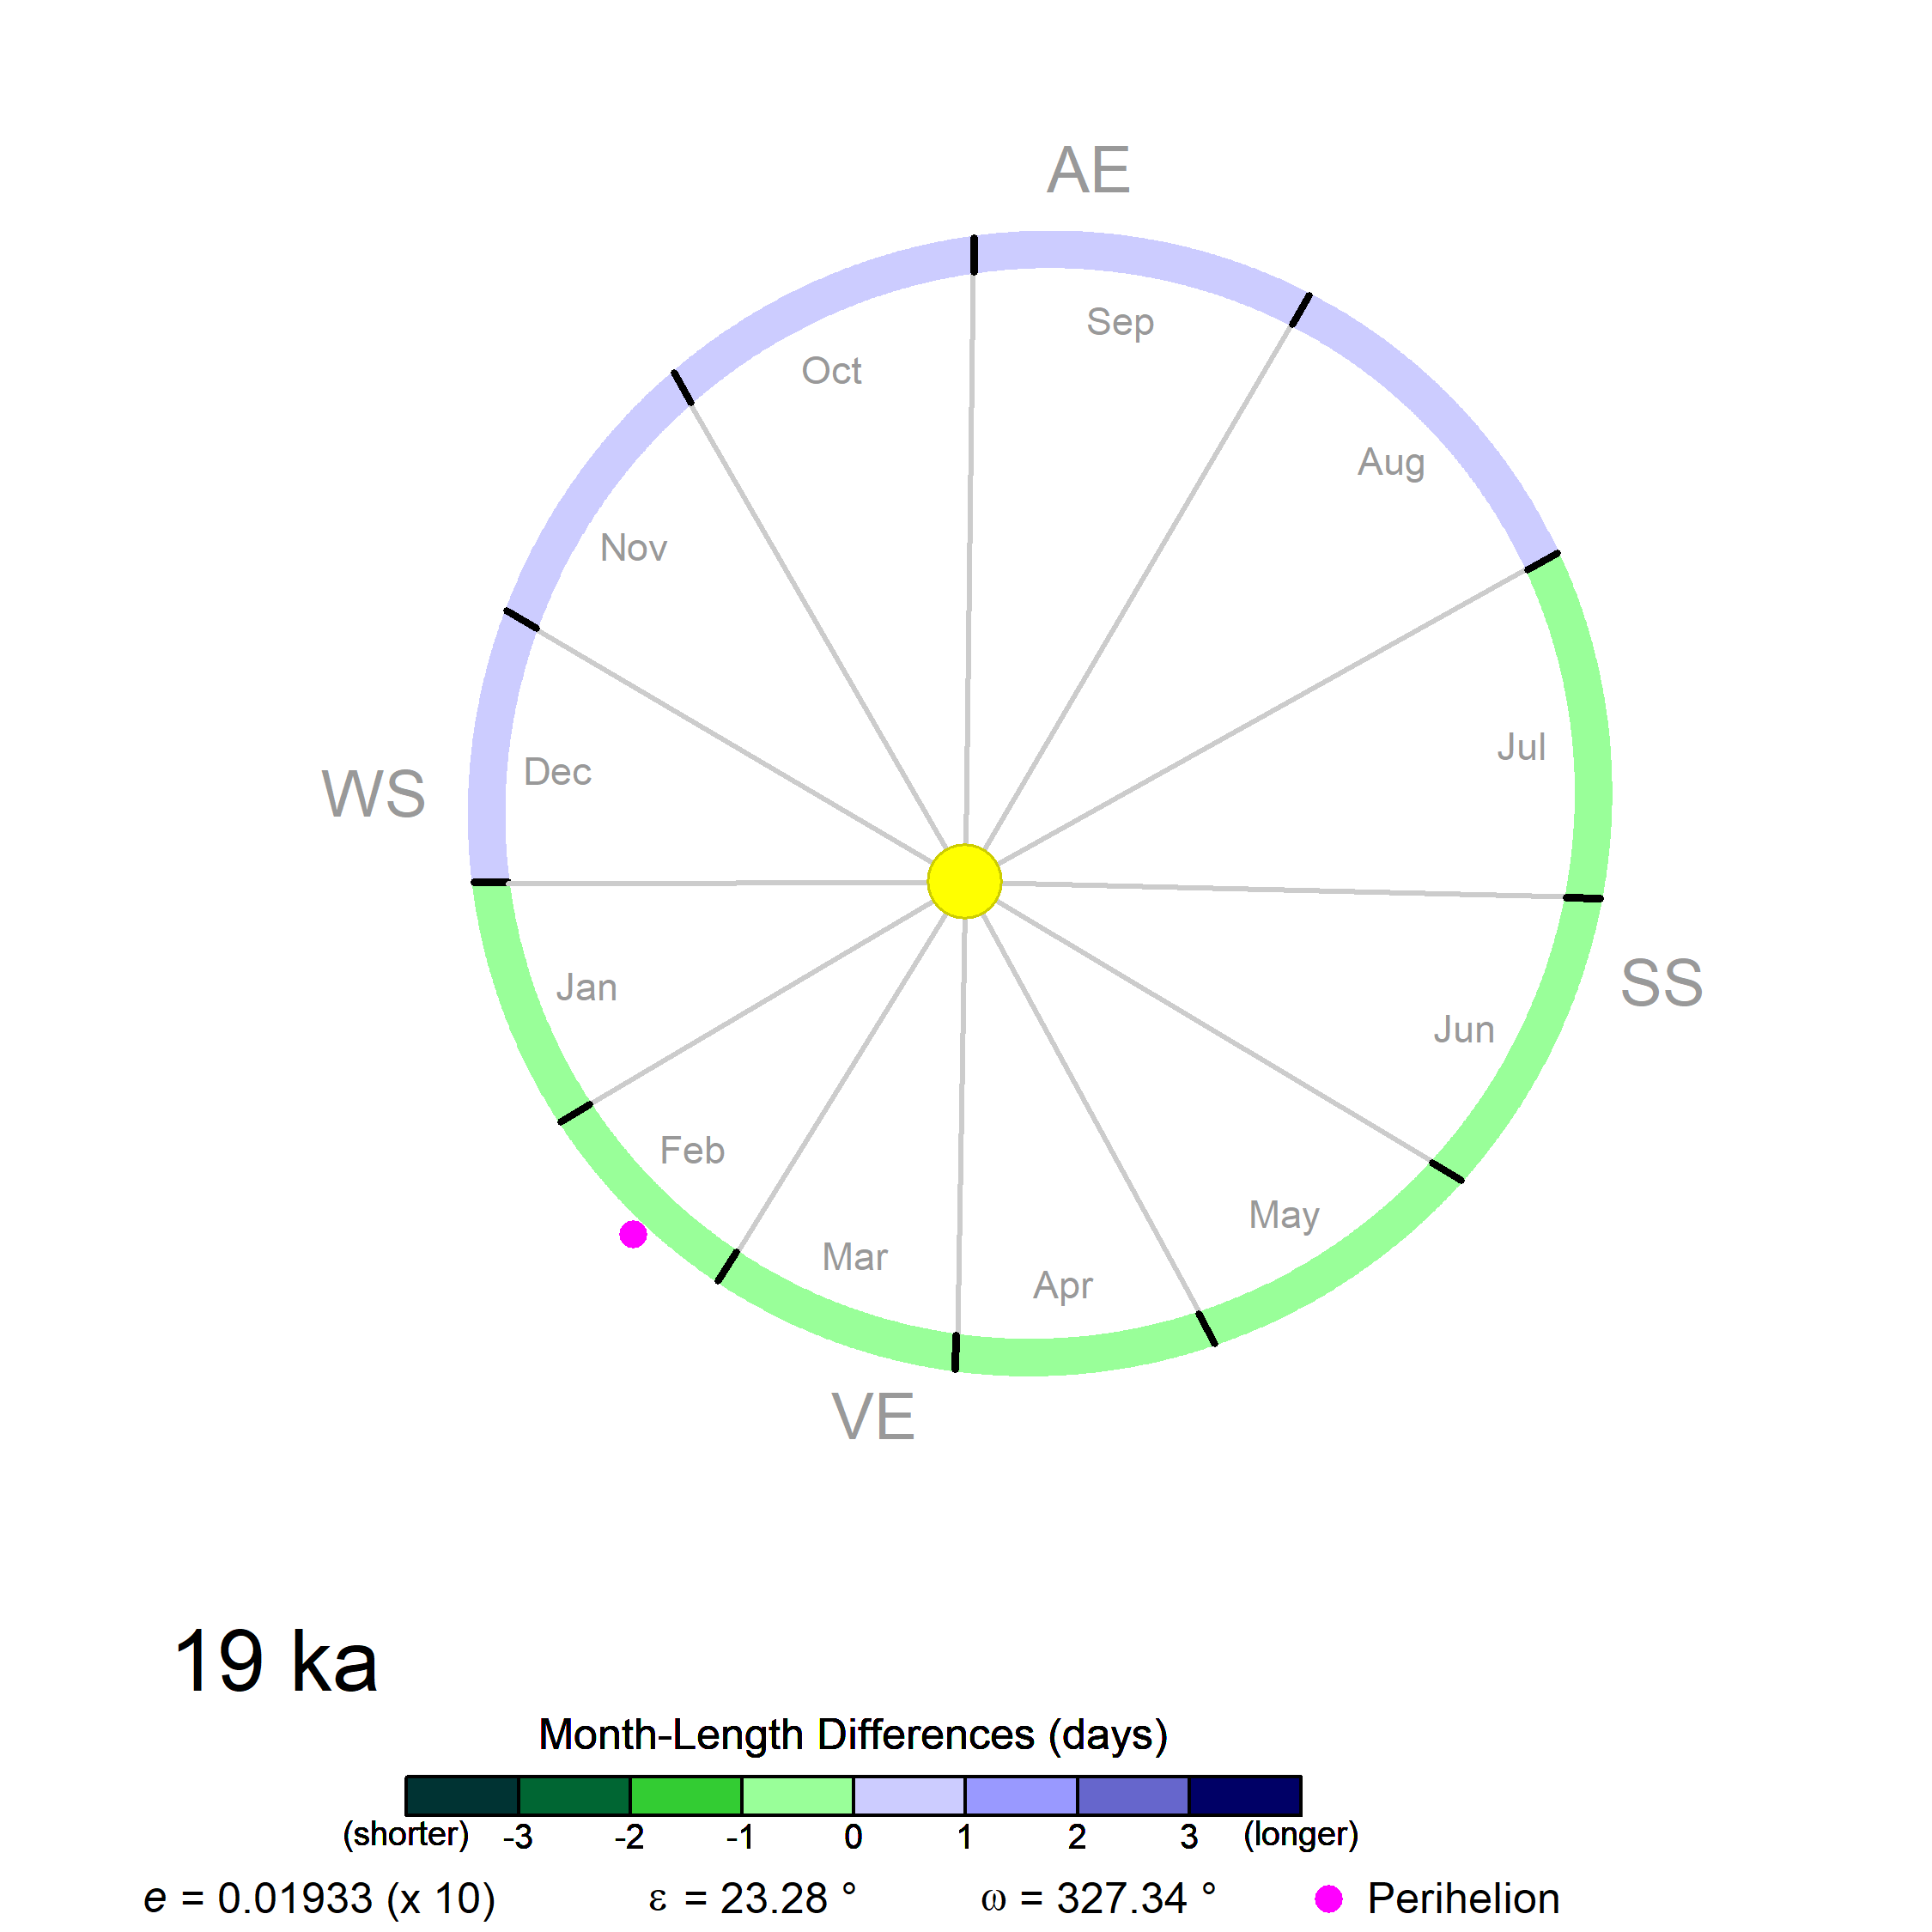 AE
Sep
Oct
Aug
Nov
Jul
WS
Dec
SS
Jan
Jun
Feb
May
Mar
Apr
VE
19 ka
Month-Length Differences (days)
(shorter) -3 -2 -1 0 1 2 3 (longer)
e = 0.01933 (x 10) ε = 23.28 ° ω = 327.34 ° Perihelion